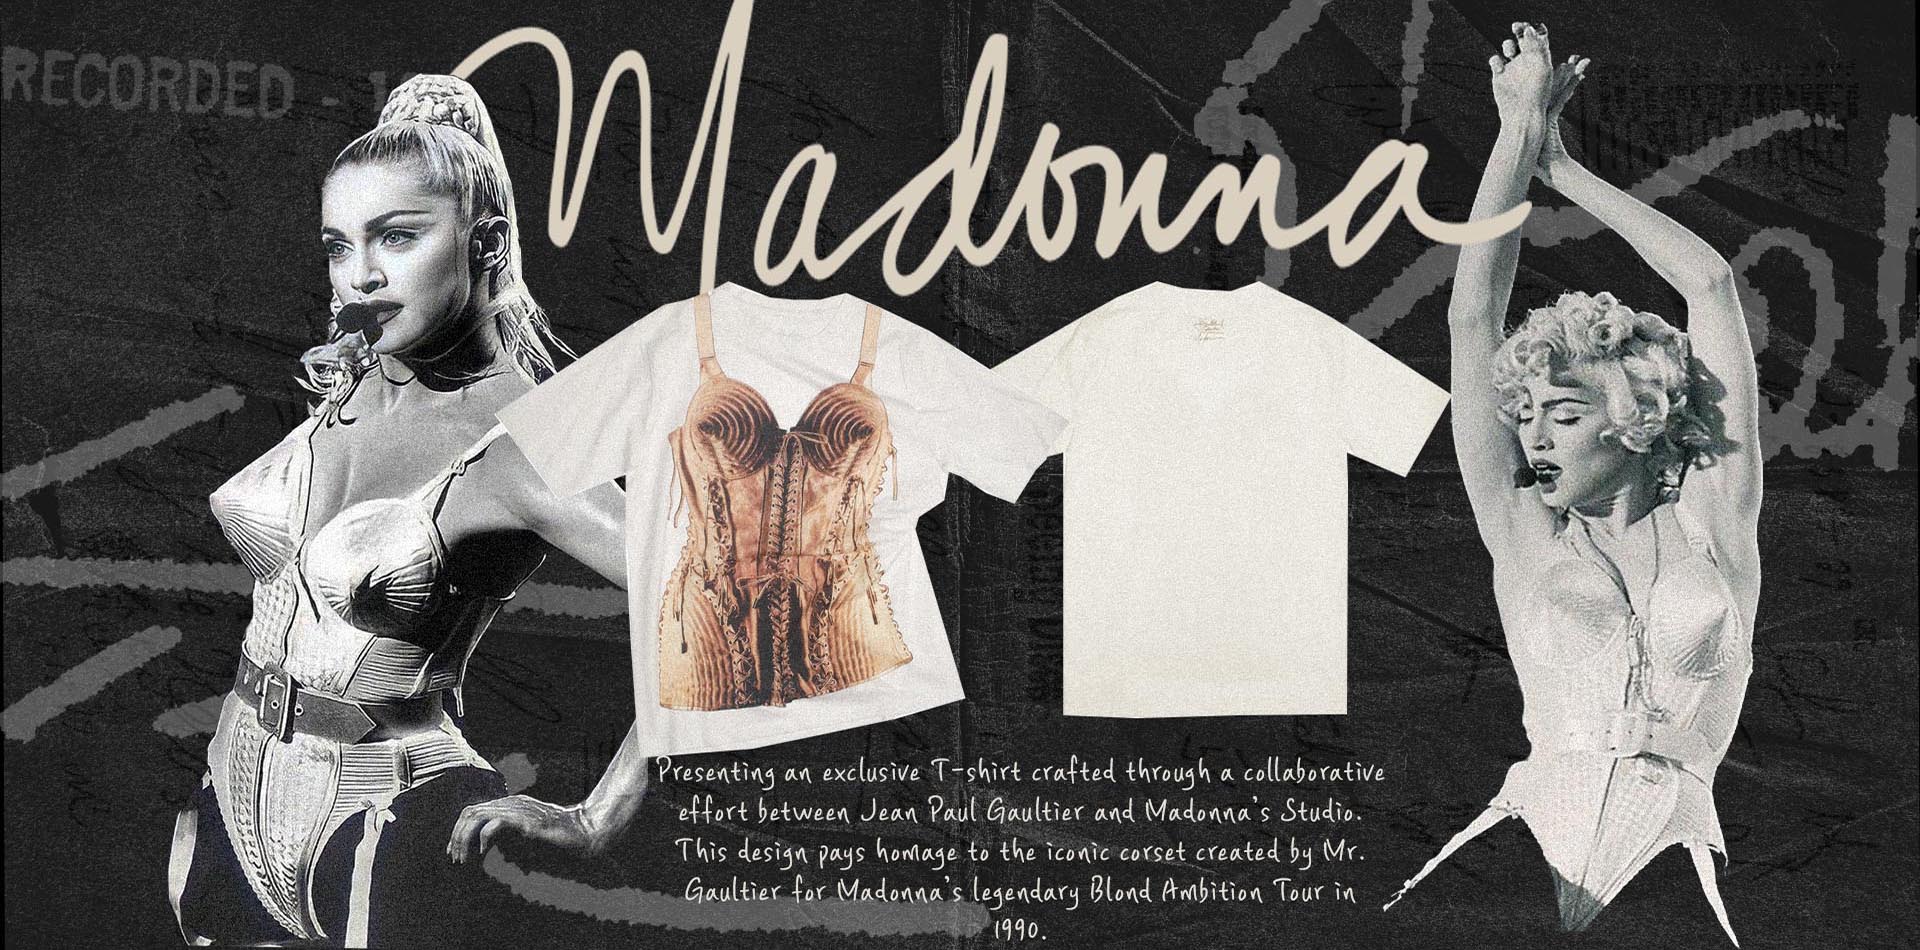 RECORDED - 1
Madonna
Presenting an exclusive T-shirt crafted through a collaborative
effort between Jean Paul Gaultier and Madonna's Studio.
This design pays homage to the iconic corset created by Mr.
Gaultier for Madonna's legendary Blond Ambition Tour in
1990.